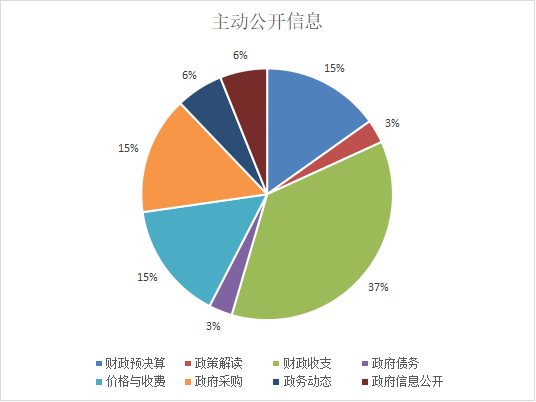 主动公开信息
6%
15%
6%
3%
15%
15%
37%
3%
财政预决算 政策解读 财政收支 政府债务
价格与收费 政府采购 政务动态 政府信息公开